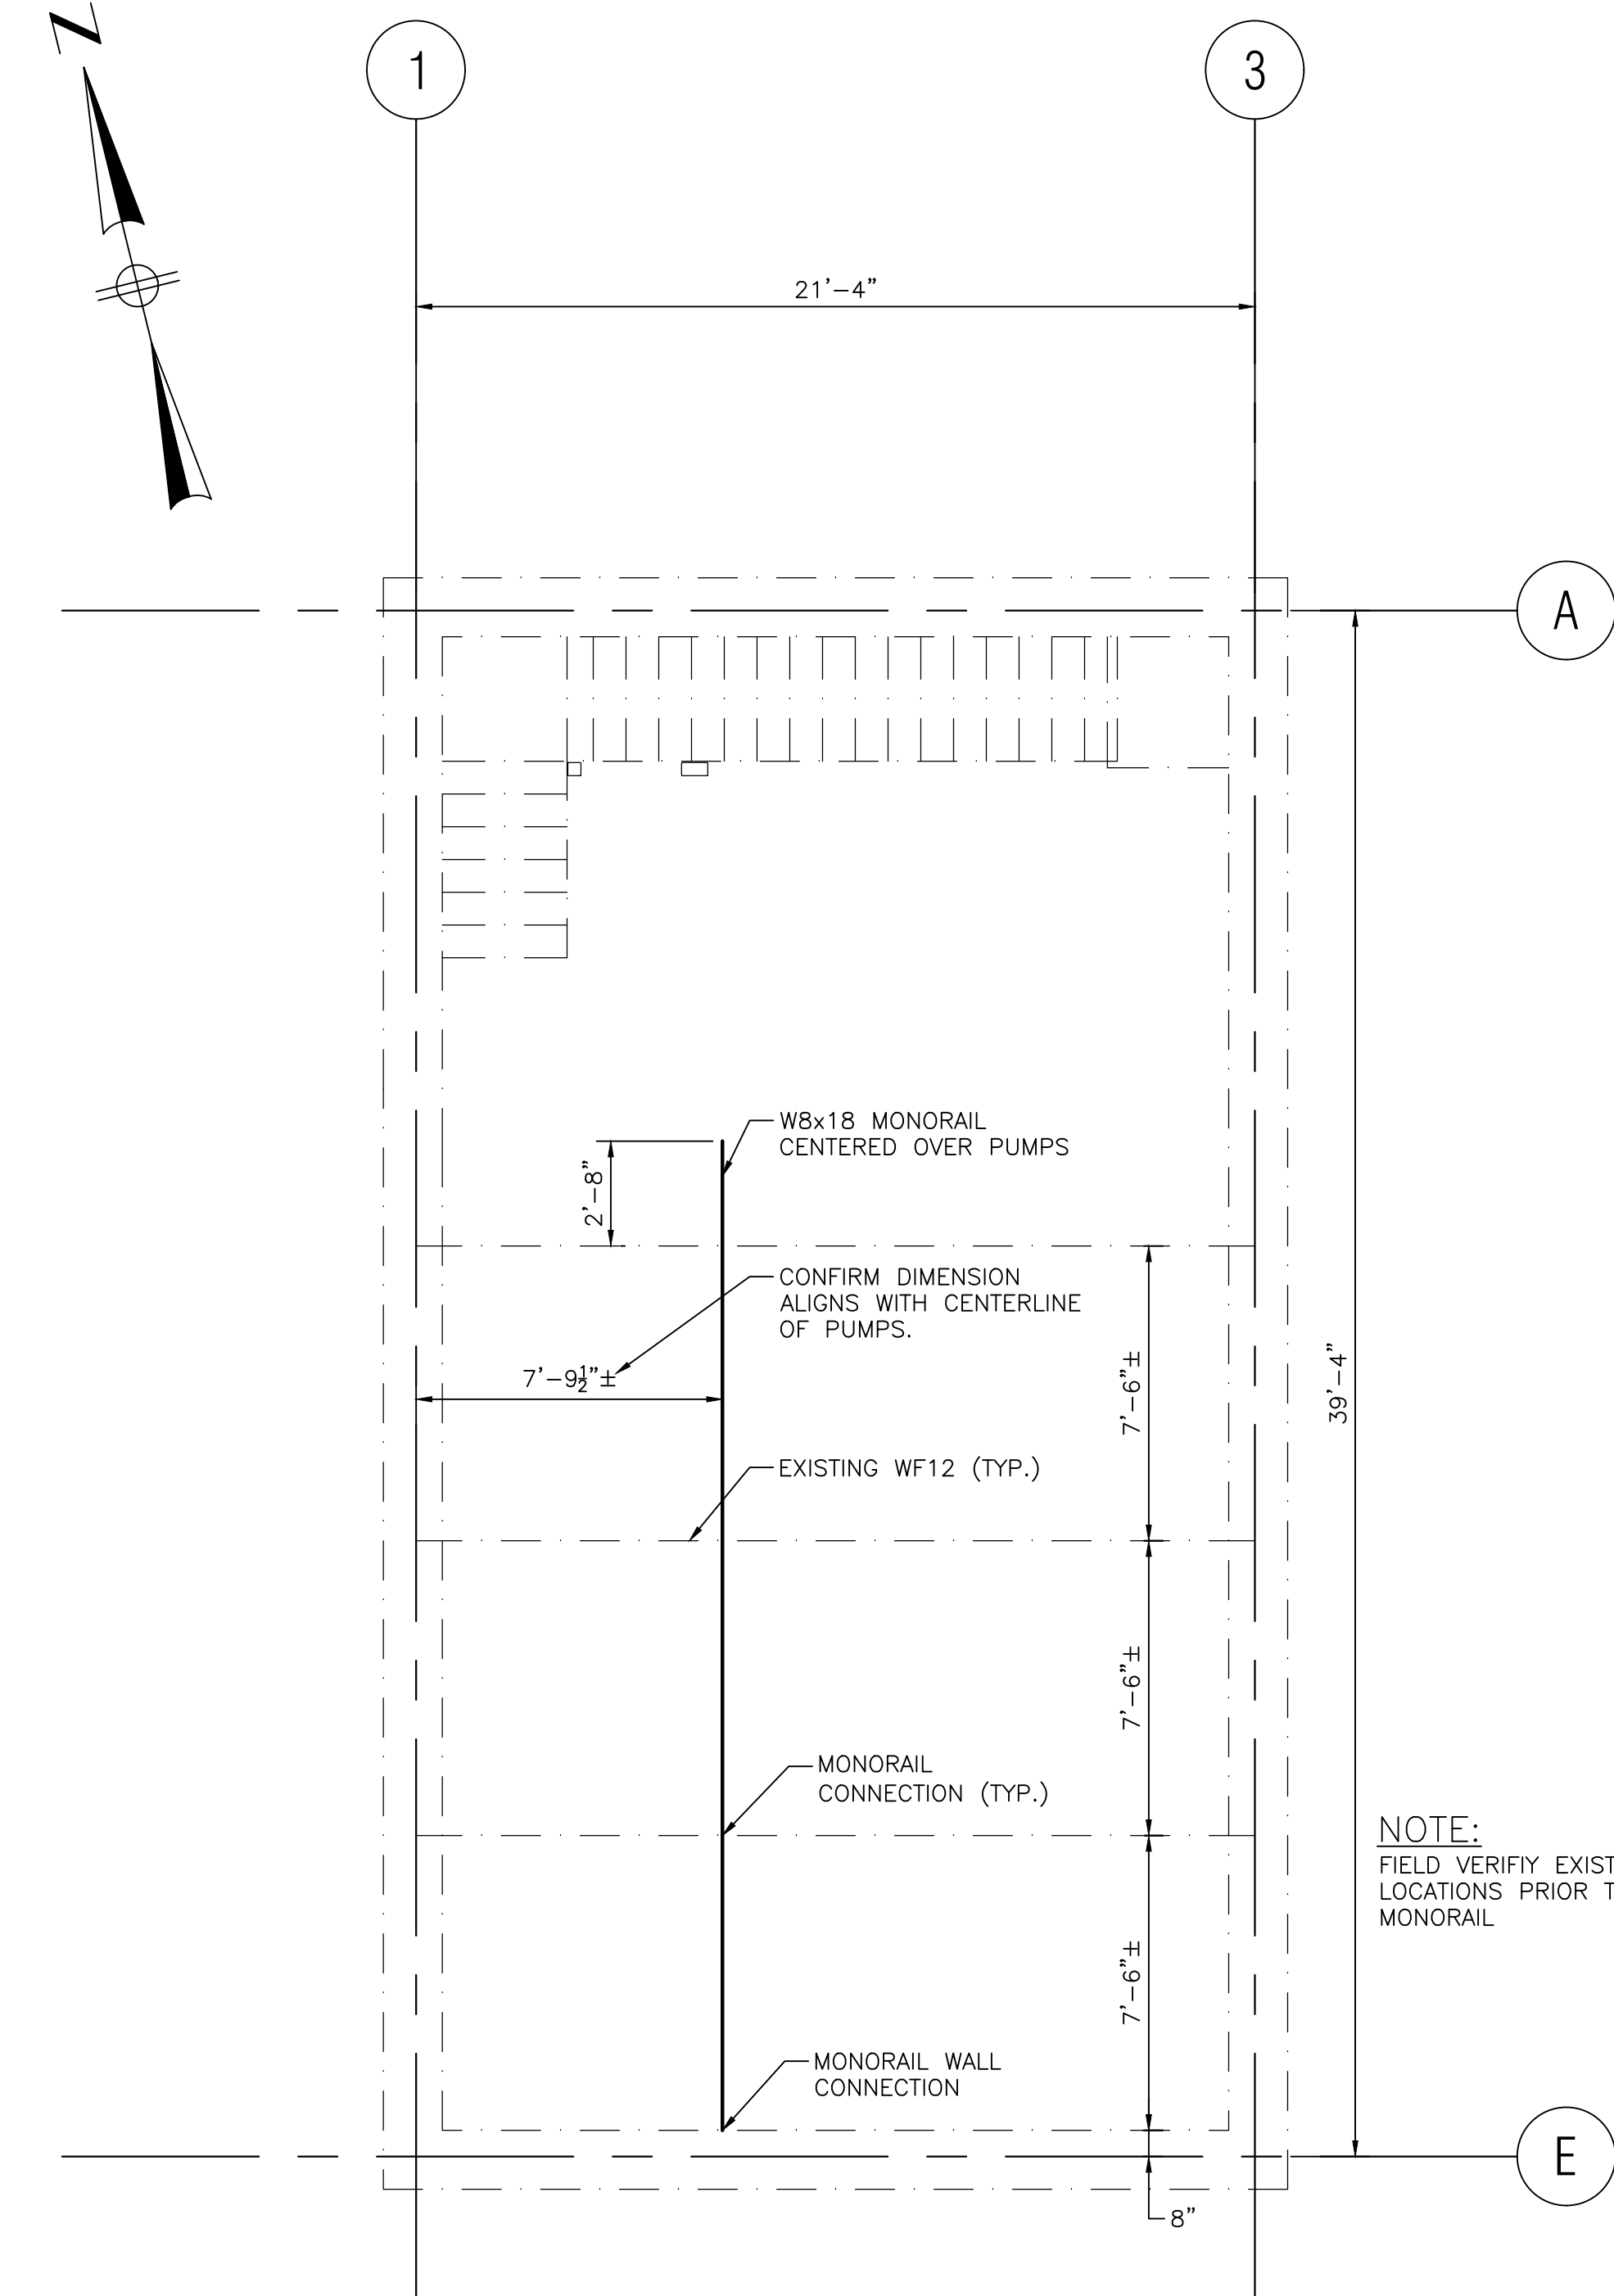 N
1
3
21'-4"
A
W8x18 MONORAIL
CENTERED OVER PUMPS
2'-8"
CONFIRM DIMENSION
ALIGNS WITH CENTERLINE
OF PUMPS.
7'-9½"±
7'-6"±
39'-4"
EXISTING WF12 (TYP.)
7'-6"±
MONORAIL
CONNECTION (TYP.)
NOTE:
FIELD VERIFIY EXIST
LOCATIONS PRIOR T
MONORAIL
7'-6"±
MONORAIL WALL
CONNECTION
E
8"